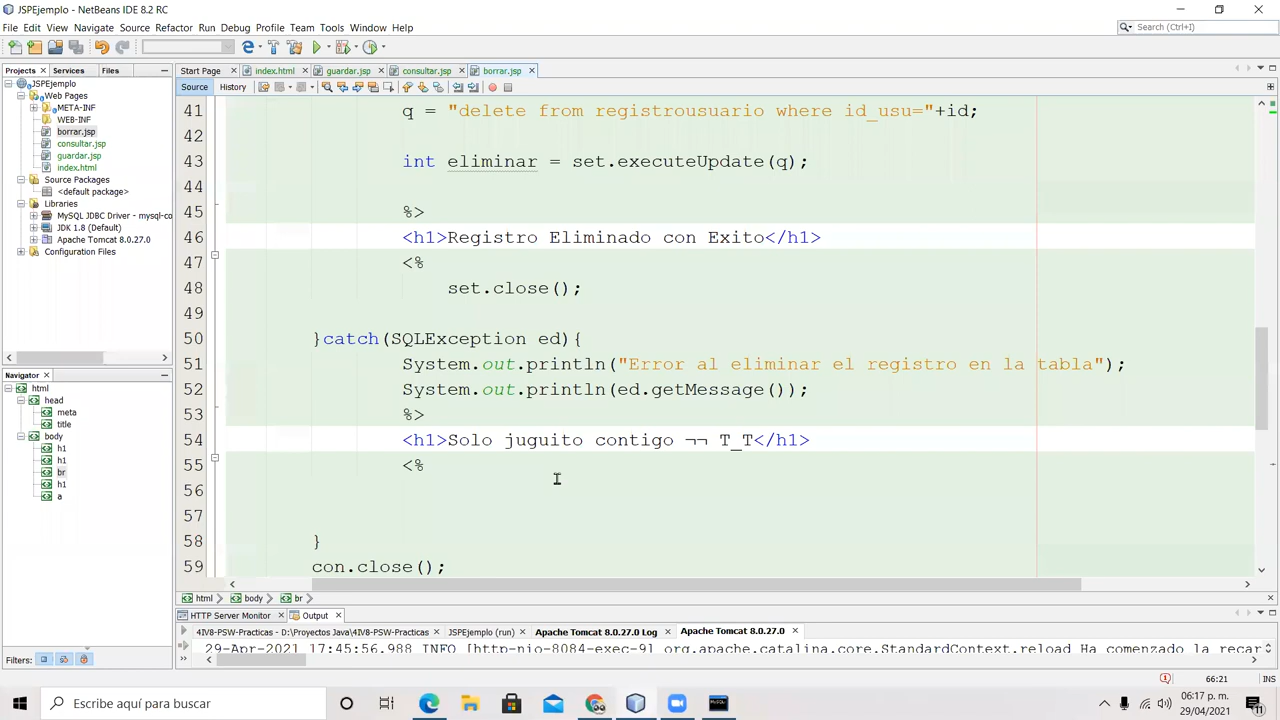 JSPEjemplo - NetBeans IDE 8.2 RC
File Edit View Navigate Source Refactor Run Debug Profile Team Tools Window Help
Search (Ctrl+I)
Projects Services Files
Start Page index.html guardar.jsp consultar.jsp borrar.jsp
Source History
JSPEjemplo
Web Pages
META-INF
WEB-INF
borrar.jsp
consultar.jsp
guardar.jsp
index.html
Source Packages
<default package>
Libraries
MySQL JDBC Driver - mysql-co
JDK 1.8 (Default)
Apache Tomcat 8.0.27.0
Configuration Files
Navigator
html
head
meta
title
body
h1
h1
br
h1
a
Filters:
41 q = "delete from registrousuario where id_usu="+id;
42
43 int eliminar = set.executeUpdate(q);
44
45 %>
46 <h1>Registro Eliminado con Exito</h1>
47 <%
48 set.close();
49
50 }catch(SQLException ed){
51 System.out.println("Error al eliminar el registro en la tabla");
52 System.out.println(ed.getMessage());
53 %>
54 <h1>Solo juguito contigo ¬¬ T_T</h1>
55 <%
56
57
58 }
59 con.close();
html body br
HTTP Server Monitor Output
4IV8-PSW-Practicas - D:\Proyectos Java\4IV8-PSW-Practicas JSPEjemplo (run) Apache Tomcat 8.0.27.0 Log Apache Tomcat 8.0.27.0
29-Apr-2021 17:45:56.988 INFO [http-nio-8084-exec-9] org.apache.catalina.core.StandardContext.reload Ha comenzado la recar
66:21 INS
Escribe aquí para buscar
06:17 p. m.
29/04/2021
11